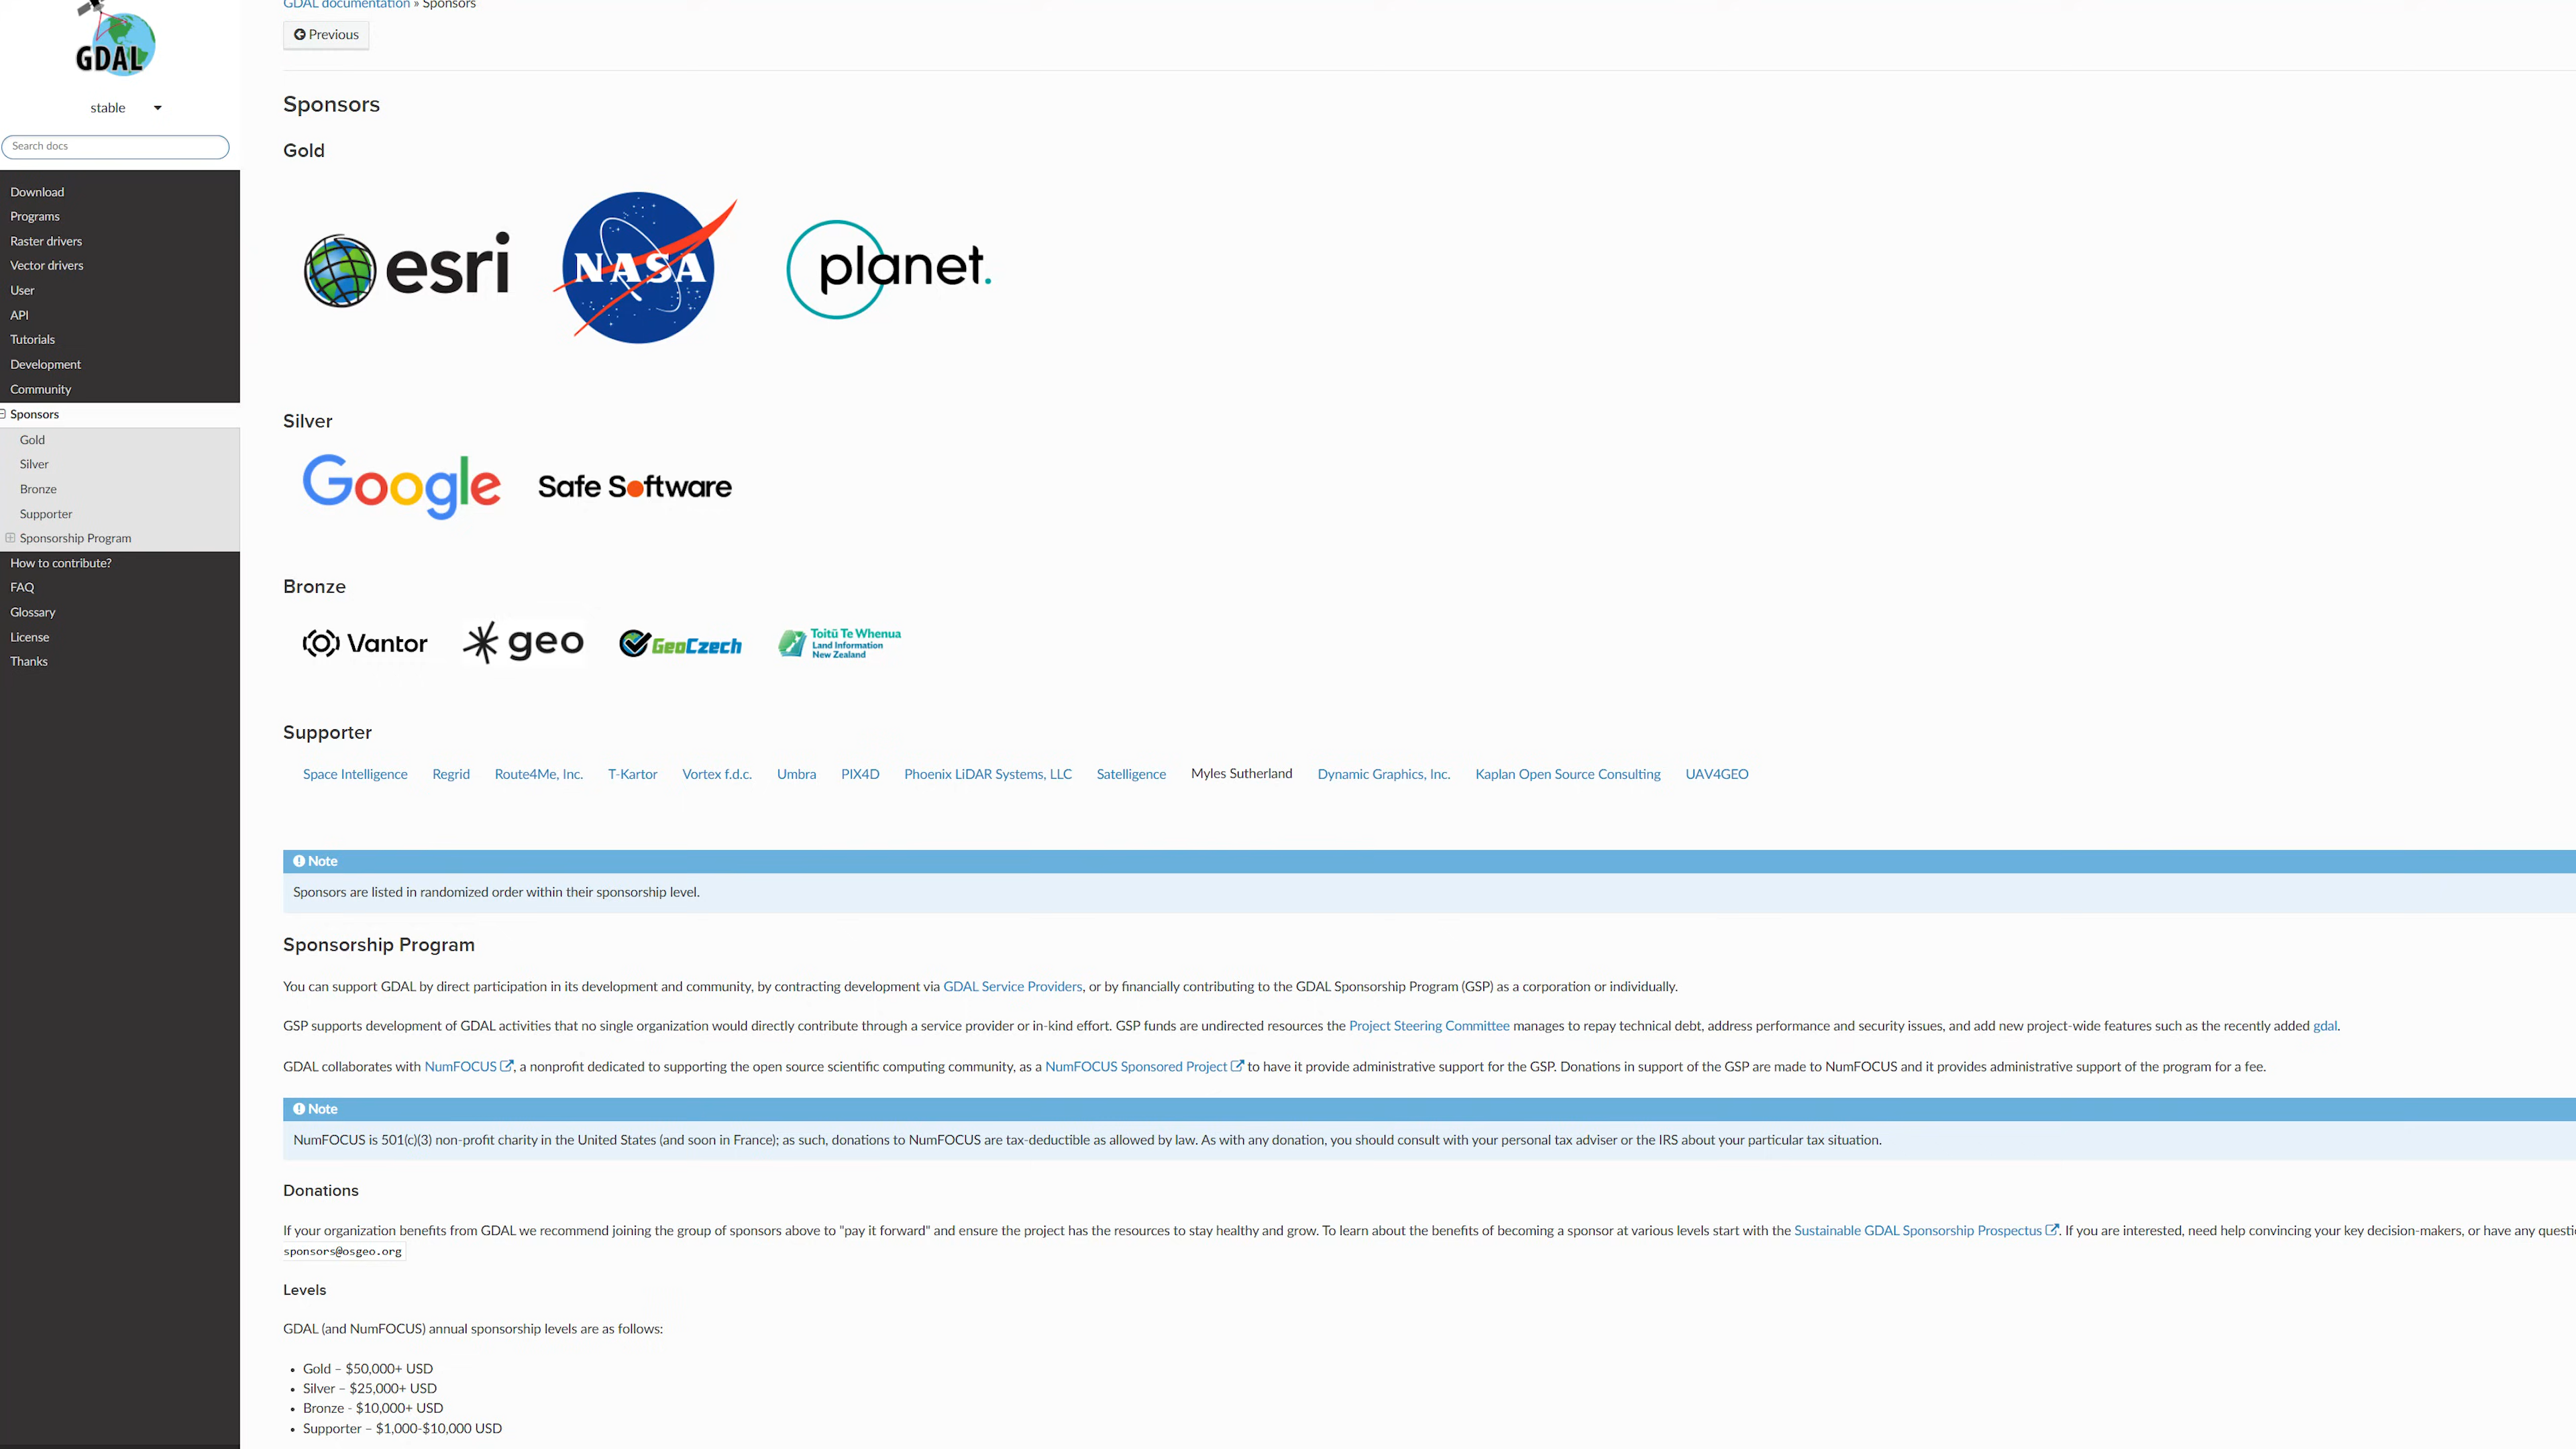 GDAL
stable
Search docs
Download
Programs
Raster drivers
Vector drivers
User
API
Tutorials
Development
Community
Sponsors
Gold
Silver
Bronze
Supporter
Sponsorship Program
How to contribute?
FAQ
Glossary
License
Thanks
GDAL documentation » Sponsors
Previous
Sponsors
Gold
esri NASA planet.
Silver
Google Safe Software
Bronze
Vantor geo GeoCzech Toitū Te Whenua
Land Information
New Zealand
Supporter
Space Intelligence Regrid Route4Me, Inc. T-Kartor Vortex f.d.c. Umbra PIX4D Phoenix LiDAR Systems, LLC Satelligence Myles Sutherland Dynamic Graphics, Inc. Kaplan Open Source Consulting UAV4GEO
Note
Sponsors are listed in randomized order within their sponsorship level.
Sponsorship Program
You can support GDAL by direct participation in its development and community, by contracting development via GDAL Service Providers, or by financially contributing to the GDAL Sponsorship Program (GSP) as a corporation or individually.
GSP supports development of GDAL activities that no single organization would directly contribute through a service provider or in-kind effort. GSP funds are undirected resources the Project Steering Committee manages to repay technical debt, address performance and security issues, and add new project-wide features such as the recently added gdal.
GDAL collaborates with NumFOCUS, a nonprofit dedicated to supporting the open source scientific computing community, as a NumFOCUS Sponsored Project to have it provide administrative support for the GSP. Donations in support of the GSP are made to NumFOCUS and it provides administrative support of the program for a fee.
Note
NumFOCUS is 501(c)(3) non-profit charity in the United States (and soon in France); as such, donations to NumFOCUS are tax-deductible as allowed by law. As with any donation, you should consult with your personal tax adviser or the IRS about your particular tax situation.
Donations
If your organization benefits from GDAL we recommend joining the group of sponsors above to "pay it forward" and ensure the project has the resources to stay healthy and grow. To learn about the benefits of becoming a sponsor at various levels start with the Sustainable GDAL Sponsorship Prospectus. If you are interested, need help convincing your key decision-makers, or have any
sponsors@osgeo.org
Levels
GDAL (and NumFOCUS) annual sponsorship levels are as follows:
• Gold – $50,000+ USD
• Silver – $25,000+ USD
• Bronze - $10,000+ USD
• Supporter – $1,000-$10,000 USD